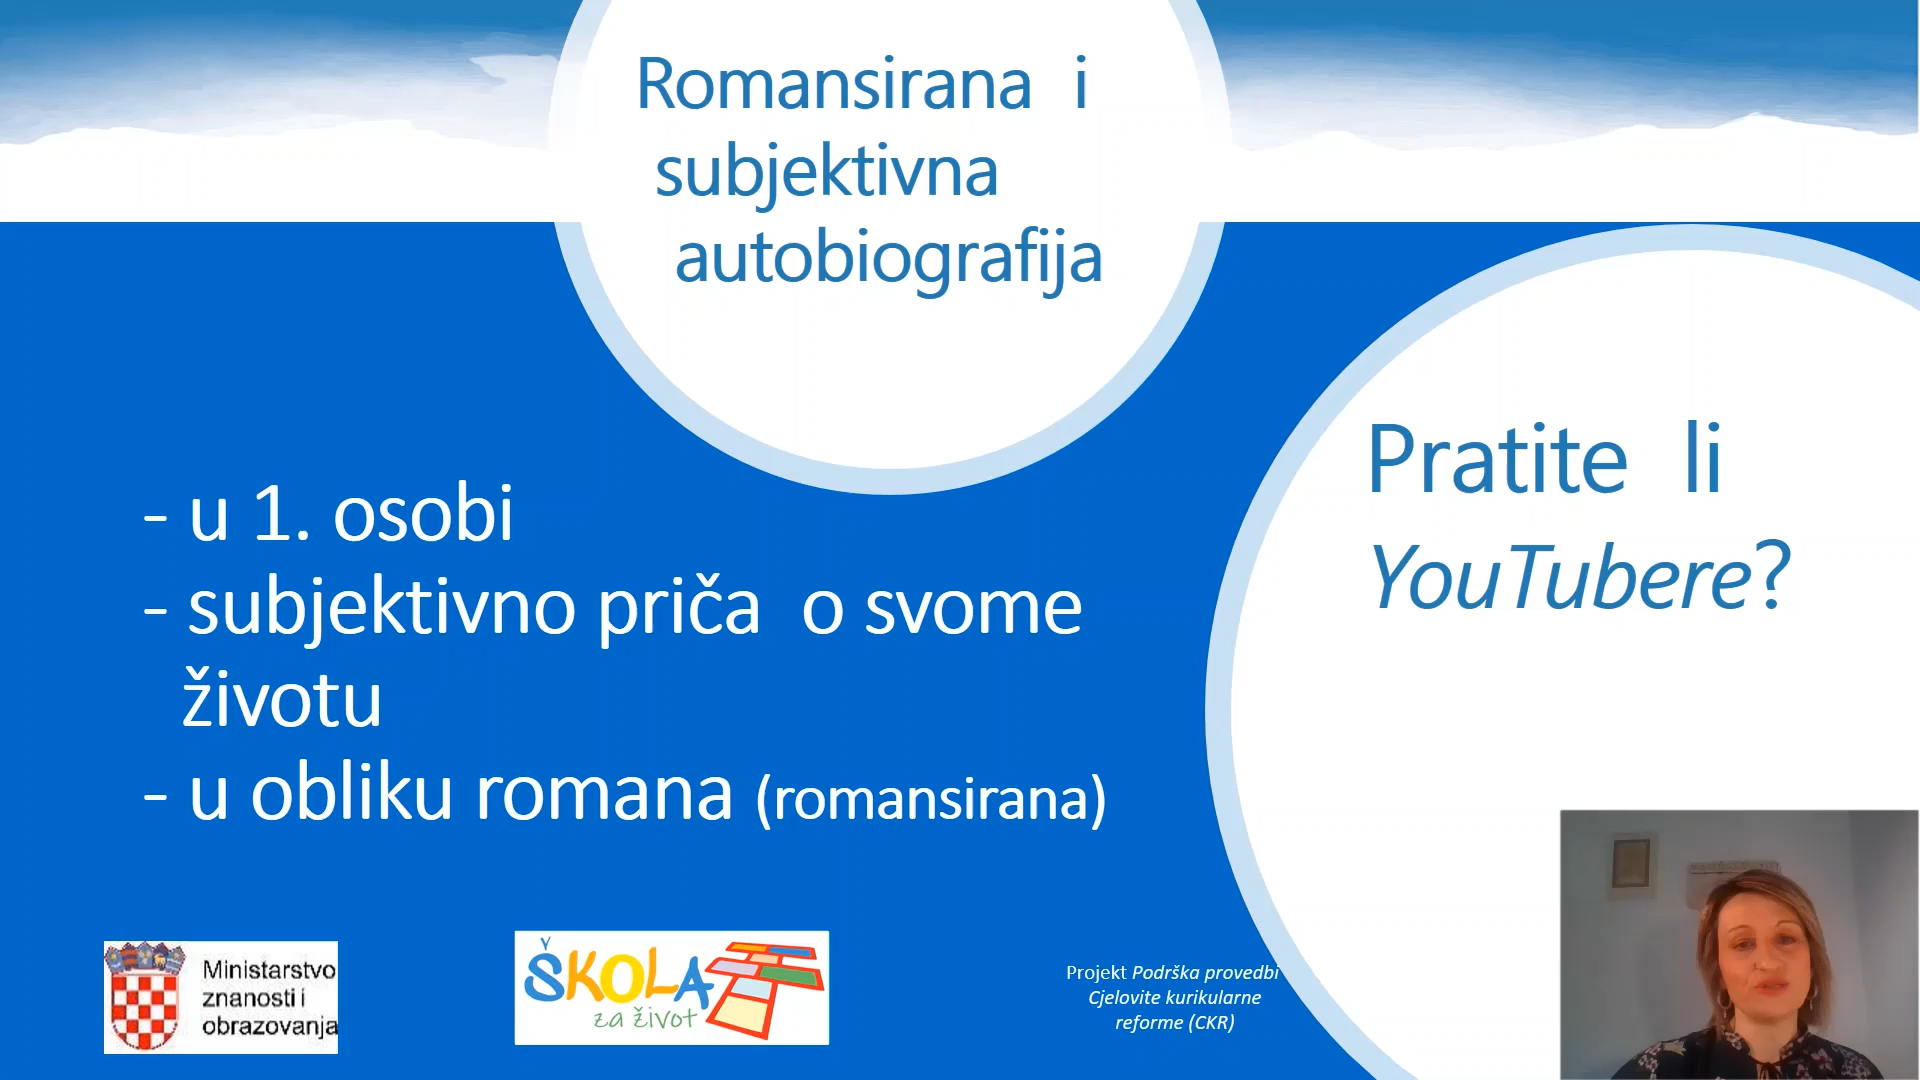 Romansirana i
subjektivna
autobiografija
Pratite li
YouTubere?
- u 1. osobi
- subjektivno priča o svome
životu
- u obliku romana (romansirana)
Ministarstvo
znanosti i
obrazovanja
ŠKOLA
za život
Projekt Podrška provedbi
Cjelovite kurikularne
reforme (CKR)